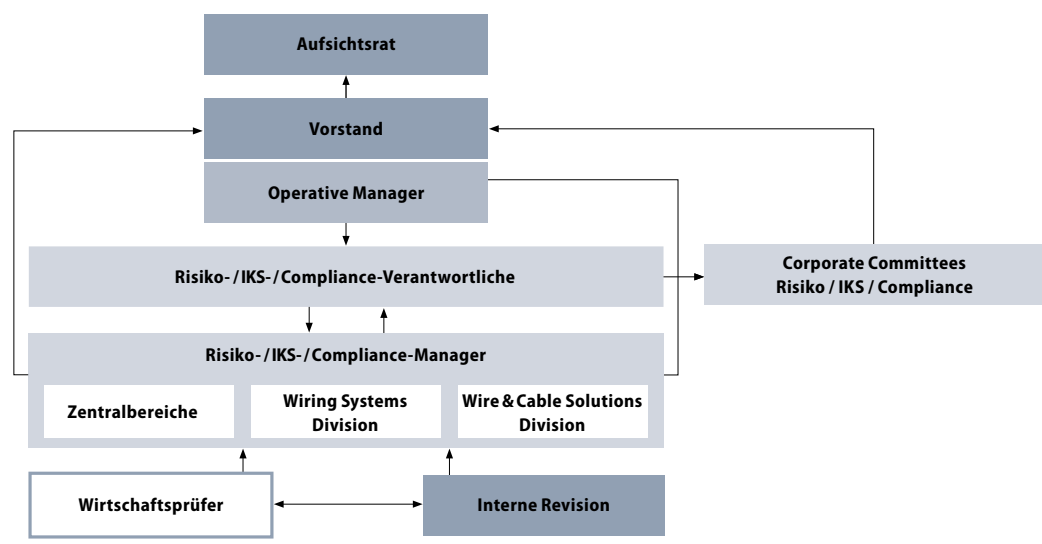 Aufsichtsrat
Vorstand
Operative Manager
Risiko- / IKS- / Compliance-Verantwortliche
Corporate Committees
Risiko / IKS / Compliance
Risiko- / IKS- / Compliance-Manager
Zentralbereiche
Wiring Systems
Division
Wire & Cable Solutions
Division
Wirtschaftsprüfer
Interne Revision